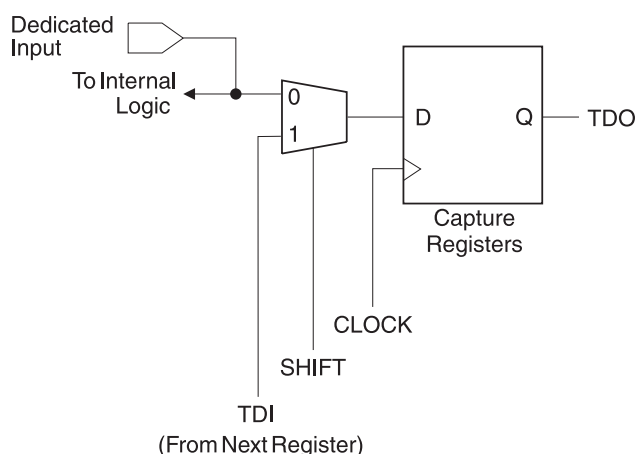 Dedicated
Input
To Internal
Logic
0
1
D
Q
TDO
Capture
Registers
CLOCK
SHIFT
TDI
(From Next Register)